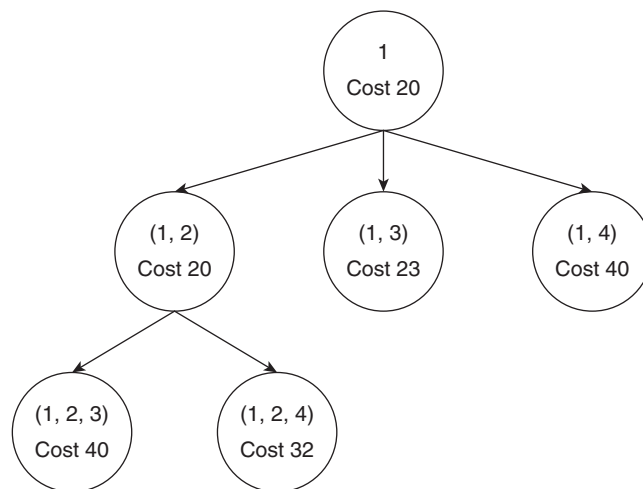 1
Cost 20
(1, 2)
Cost 20
(1, 3)
Cost 23
(1, 4)
Cost 40
(1, 2, 3)
Cost 40
(1, 2, 4)
Cost 32